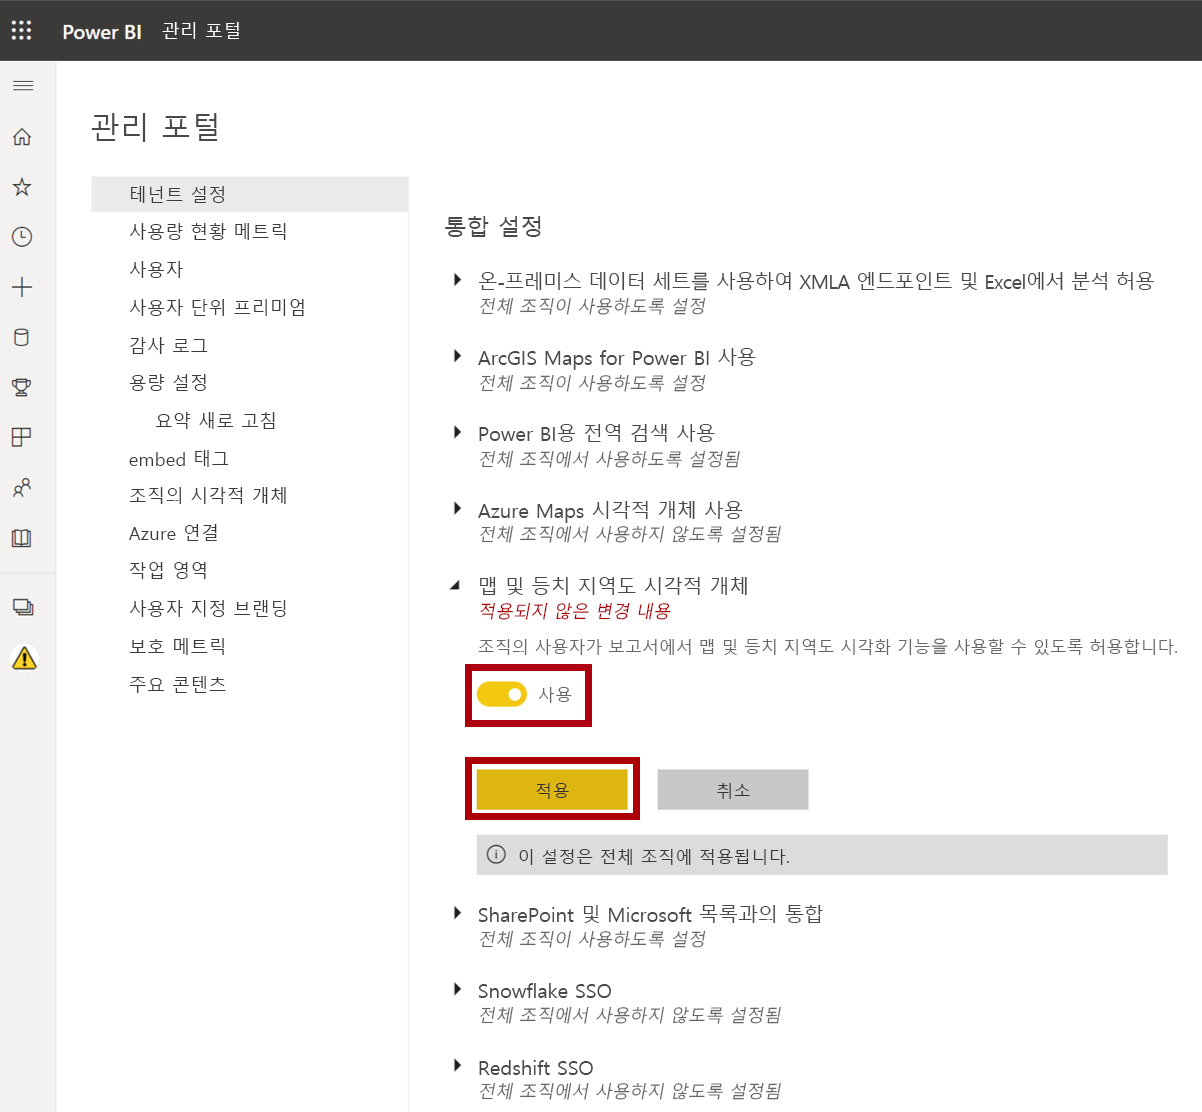 Power BI 관리 포털
관리 포털
테넌트 설정
사용량 현황 메트릭
사용자
사용자 단위 프리미엄
감사 로그
용량 설정
요약 새로 고침
embed 태그
조직의 시각적 개체
Azure 연결
작업 영역
사용자 지정 브랜딩
보호 메트릭
주요 콘텐츠
통합 설정
온-프레미스 데이터 세트를 사용하여 XMLA 엔드포인트 및 Excel에서 분석 허용
전체 조직이 사용하도록 설정
ArcGIS Maps for Power BI 사용
전체 조직이 사용하도록 설정
Power BI용 전역 검색 사용
전체 조직에서 사용하도록 설정됨
Azure Maps 시각적 개체 사용
전체 조직에서 사용하지 않도록 설정됨
맵 및 등치 지역도 시각적 개체
적용되지 않은 변경 내용
조직의 사용자가 보고서에서 맵 및 등치 지역도 시각화 기능을 사용할 수 있도록 허용합니다.
사용
적용 취소
이 설정은 전체 조직에 적용됩니다.
SharePoint 및 Microsoft 목록과의 통합
전체 조직이 사용하도록 설정
Snowflake SSO
전체 조직에서 사용하지 않도록 설정됨
Redshift SSO
전체 조직에서 사용하지 않도록 설정됨